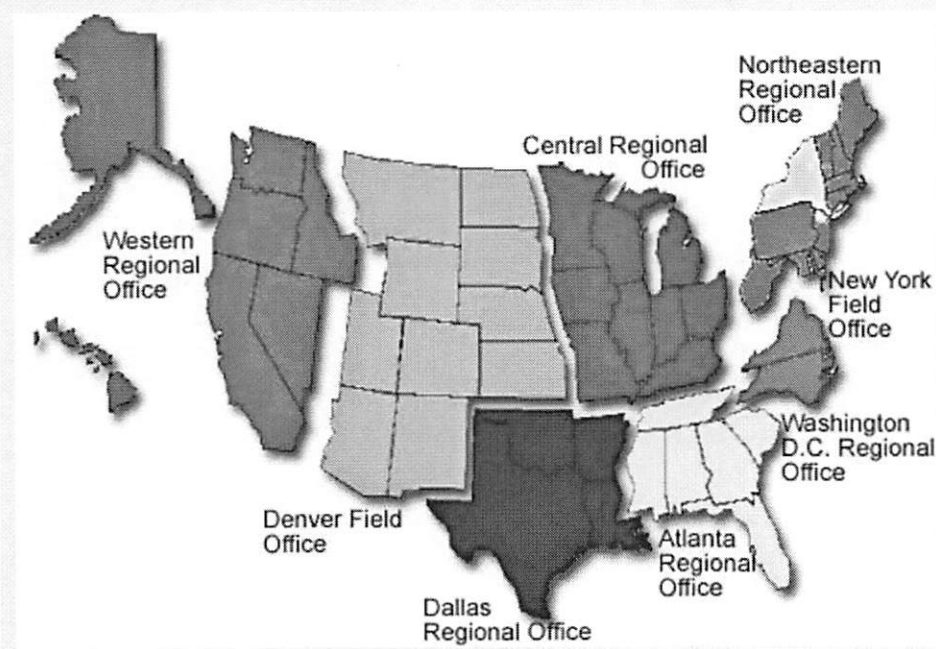 Northeastern
Regional
Office
Central Regional
Office
Western
Regional
Office
New York
Field
Office
Washington
D.C. Regional
Office
Denver Field
Office
Atlanta
Regional
Office
Dallas
Regional Office